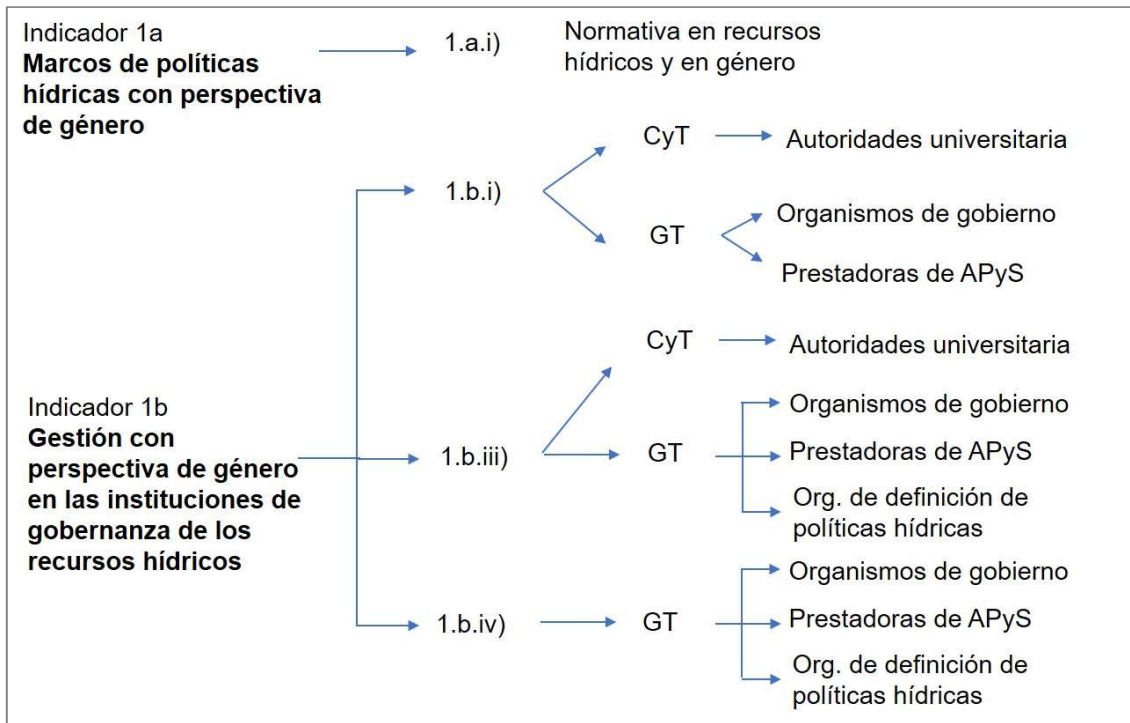 Indicador 1a
Marcos de políticas
hídricas con perspectiva
de género
1.a.i)
Normativa en recursos
hídricos y en género
Indicador 1b
Gestión con
perspectiva de género
en las instituciones de
gobernanza de los
recursos hídricos
1.b.i)
CyT
Autoridades universitaria
GT
Organismos de gobierno
Prestadoras de APyS
1.b.iii)
CyT
Autoridades universitaria
GT
Organismos de gobierno
Prestadoras de APyS
Org. de definición de
políticas hídricas
1.b.iv)
GT
Organismos de gobierno
Prestadoras de APyS
Org. de definición de
políticas hídricas